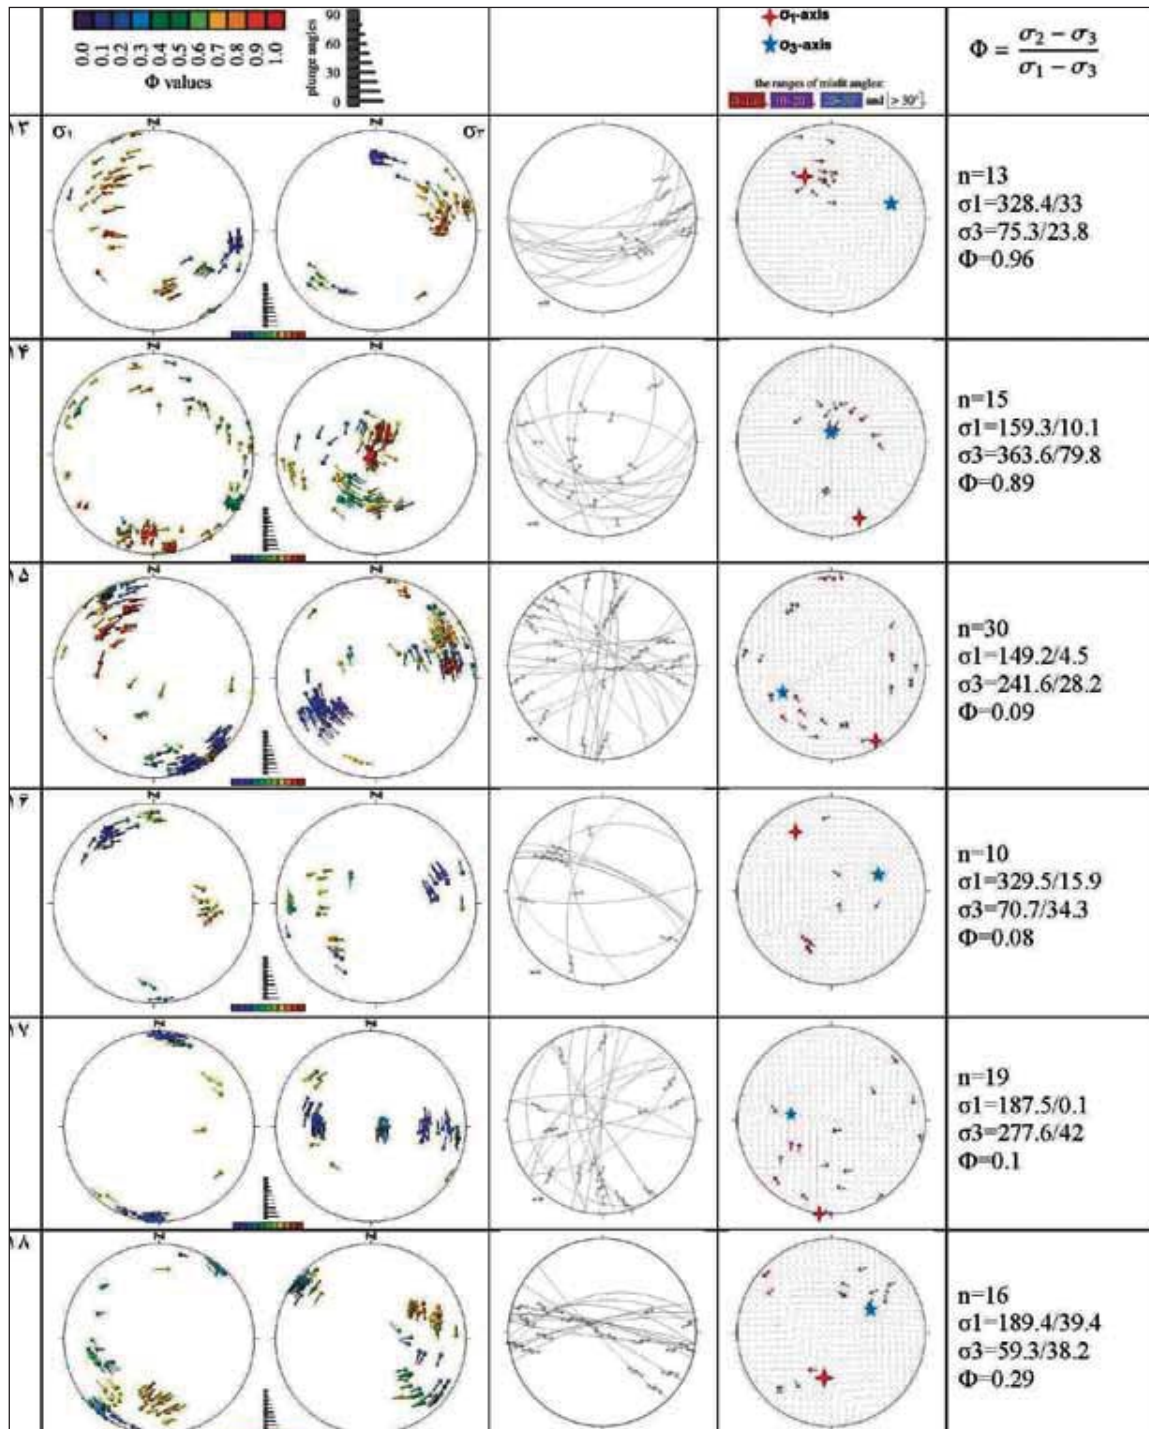 0.0 0.1 0.2 0.3 0.4 0.5 0.6 0.7 0.8 0.9 1.0
Φ values
90
60
30
0
plunge angles
σ1-axis
σ3-axis
the ranges of misfit angles:
and [> 30°].
Φ = σ2 − σ3 / σ1 − σ3
۱۳
σ۱
N
N
σ۳
n=13
σ1=328.4/33
σ3=75.3/23.8
Φ=0.96
۱۴
N
N
n=15
σ1=159.3/10.1
σ3=363.6/79.8
Φ=0.89
۱۵
N
N
n=30
σ1=149.2/4.5
σ3=241.6/28.2
Φ=0.09
۱۶
N
N
n=10
σ1=329.5/15.9
σ3=70.7/34.3
Φ=0.08
۱۷
N
N
n=19
σ1=187.5/0.1
σ3=277.6/42
Φ=0.1
۱۸
N
N
n=16
σ1=189.4/39.4
σ3=59.3/38.2
Φ=0.29